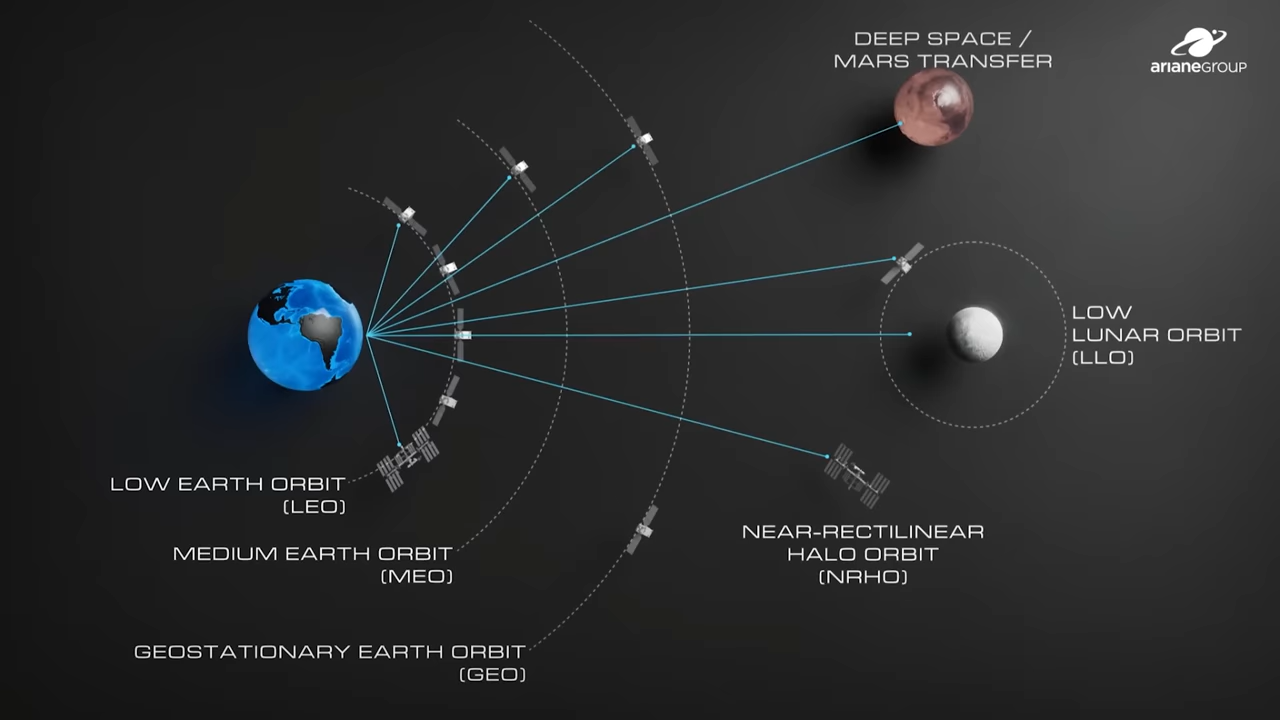 DEEP SPACE /
MARS TRANSFER
arianeGROUP
LOW
LUNAR ORBIT
(LLO)
LOW EARTH ORBIT
(LEO)
MEDIUM EARTH ORBIT
(MEO)
NEAR-RECTILINEAR
HALO ORBIT
(NRHO)
GEOSTATIONARY EARTH ORBIT
(GEO)